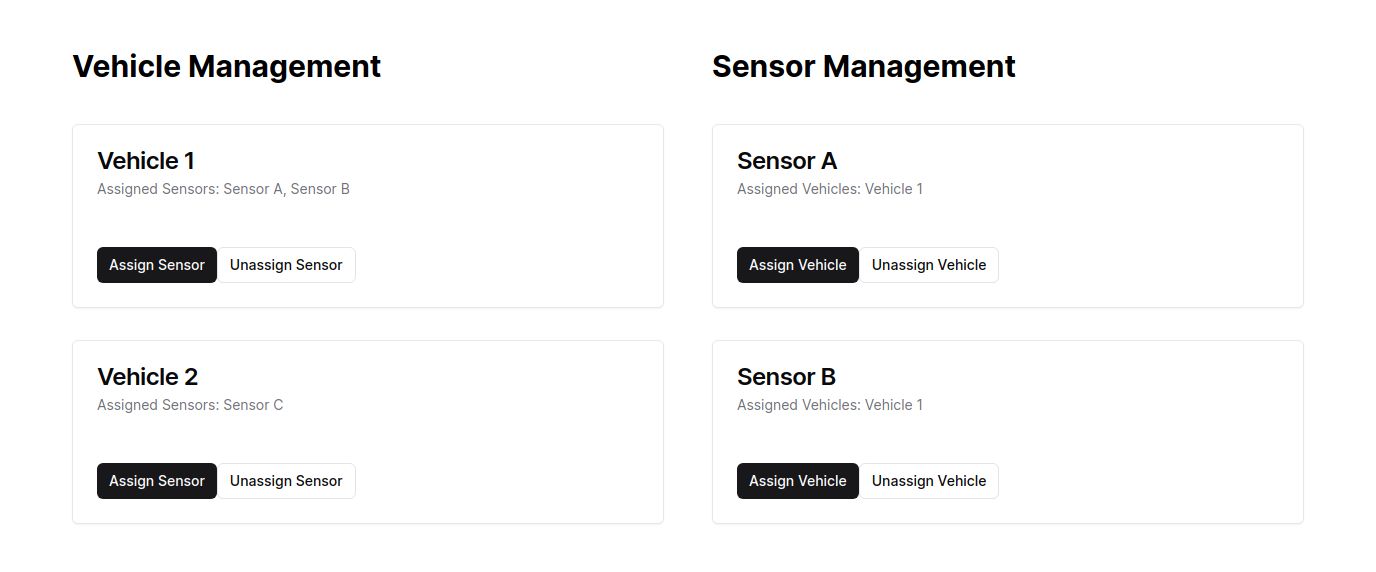 Vehicle Management
Vehicle 1
Assigned Sensors: Sensor A, Sensor B
Assign Sensor
Unassign Sensor
Vehicle 2
Assigned Sensors: Sensor C
Assign Sensor
Unassign Sensor
Sensor Management
Sensor A
Assigned Vehicles: Vehicle 1
Assign Vehicle
Unassign Vehicle
Sensor B
Assigned Vehicles: Vehicle 1
Assign Vehicle
Unassign Vehicle